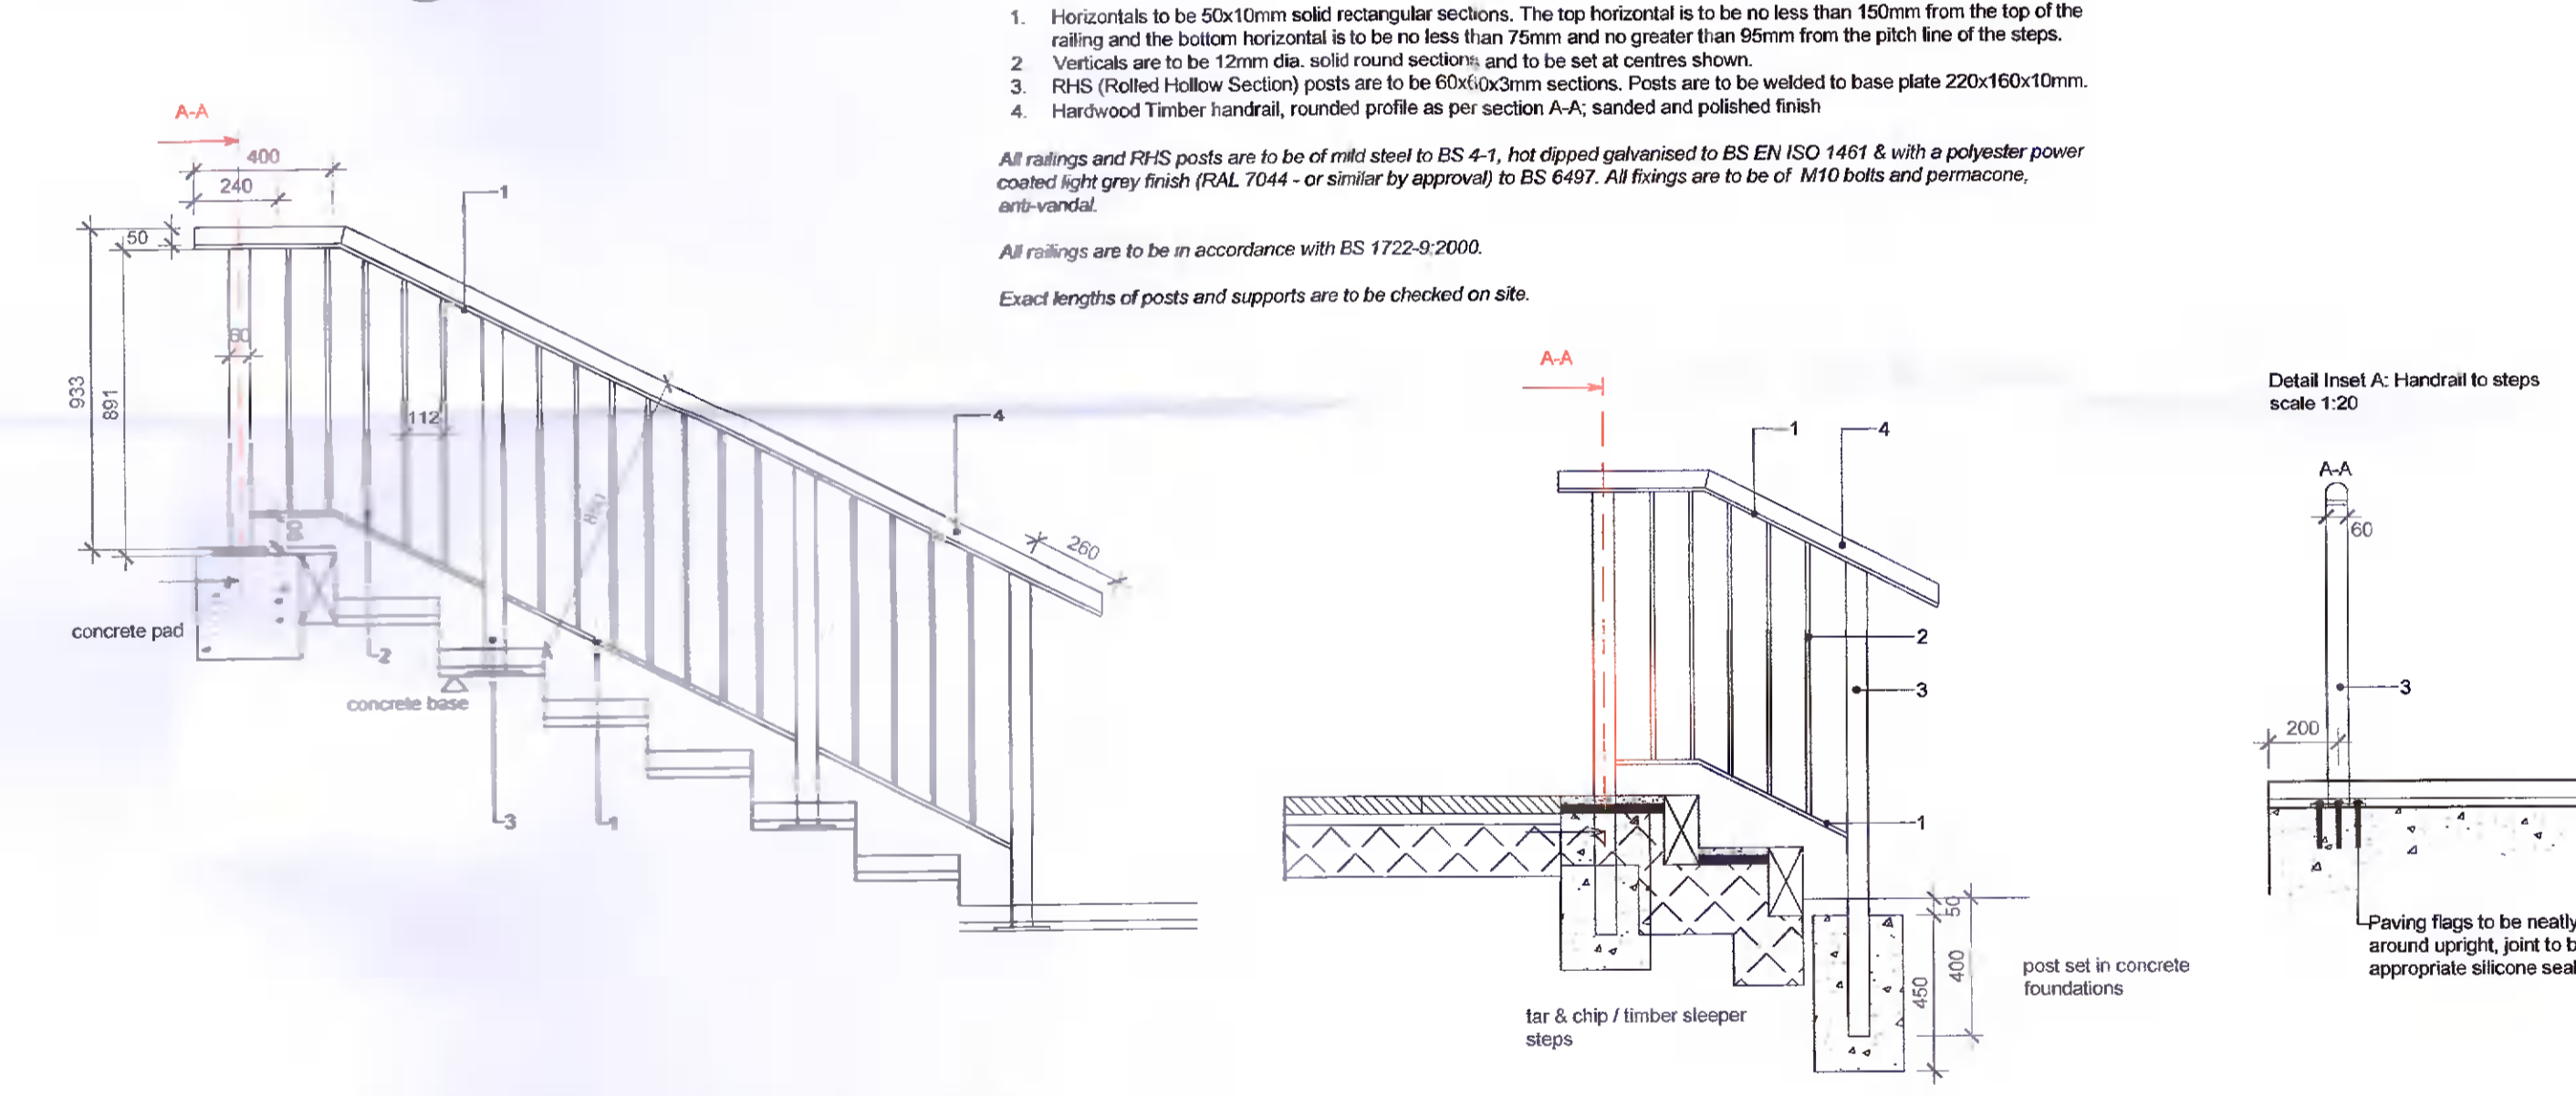 1. Horizontals to be 50x10mm solid rectangular sections. The top horizontal is to be no less than 150mm from the top of the
railing and the bottom horizontal is to be no less than 75mm and no greater than 95mm from the pitch line of the steps.
2 Verticals are to be 12mm dia. solid round sections and to be set at centres shown.
3. RHS (Rolled Hollow Section) posts are to be 60x60x3mm sections. Posts are to be welded to base plate 220x160x10mm.
4. Hardwood Timber handrail, rounded profile as per section A-A; sanded and polished finish
All railings and RHS posts are to be of mild steel to BS 4-1, hot dipped galvanised to BS EN ISO 1461 & with a polyester power
coated light grey finish (RAL 7044 - or similar by approval) to BS 6497. All fixings are to be of M10 bolts and permacone,
anti-vandal.
All railings are to be in accordance with BS 1722-9:2000.
Exact lengths of posts and supports are to be checked on site.
A-A
400
240
1
50
60
933
891
112
4
260
80
concrete pad
2
concrete base
3
1
A-A
1
4
2
3
1
50
400
450
post set in concrete
foundations
tar & chip / timber sleeper
steps
Detail Inset A: Handrail to steps
scale 1:20
A-A
60
3
200
Paving flags to be neatly
around upright, joint to b
appropriate silicone seal